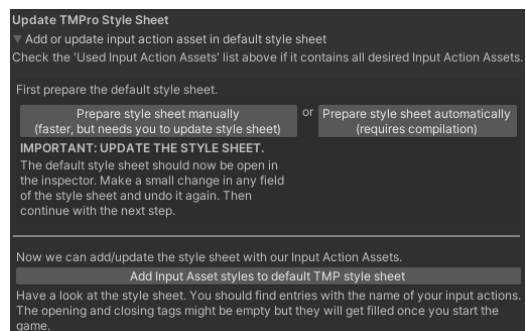 Update TMPro Style Sheet
Add or update input action asset in default style sheet
Check the 'Used Input Action Assets' list above if it contains all desired Input Action Assets.
First prepare the default style sheet.
Prepare style sheet manually
(faster, but needs you to update style sheet)
or
Prepare style sheet automatically
(requires compilation)
IMPORTANT: UPDATE THE STYLE SHEET.
The default style sheet should now be open in
the inspector. Make a small change in any field
of the style sheet and undo it again. Then
continue with the next step.
Now we can add/update the style sheet with our Input Action Assets.
Add Input Asset styles to default TMP style sheet
Have a look at the style sheet. You should find entries with the name of your input actions.
The opening and closing tags might be empty but they will get filled once you start the
game.